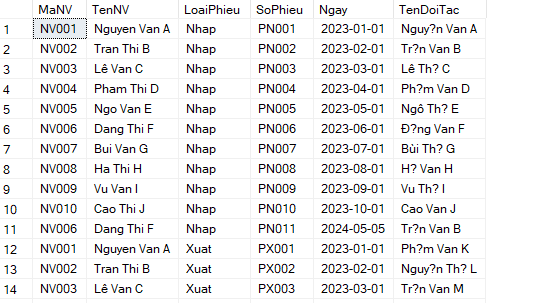 MaNV TenNV LoaiPhieu SoPhieu Ngay TenDoiTac
1 NV001 Nguyen Van A Nhap PN001 2023-01-01 Nguy?n Van A
2 NV002 Tran Thi B Nhap PN002 2023-02-01 Tr?n Van B
3 NV003 Lê Van C Nhap PN003 2023-03-01 Lê Th? C
4 NV004 Pham Thi D Nhap PN004 2023-04-01 Ph?m Van D
5 NV005 Ngo Van E Nhap PN005 2023-05-01 Ngô Th? E
6 NV006 Dang Thi F Nhap PN006 2023-06-01 Đ?ng Van F
7 NV007 Bui Van G Nhap PN007 2023-07-01 Bùi Th? G
8 NV008 Ha Thi H Nhap PN008 2023-08-01 H? Van H
9 NV009 Vu Van I Nhap PN009 2023-09-01 Vu Th? I
10 NV010 Cao Thi J Nhap PN010 2023-10-01 Cao Van J
11 NV006 Dang Thi F Nhap PN011 2024-05-05 Tr?n Van B
12 NV001 Nguyen Van A Xuat PX001 2023-01-01 Ph?m Van K
13 NV002 Tran Thi B Xuat PX002 2023-02-01 Nguy?n Th? L
14 NV003 Lê Van C Xuat PX003 2023-03-01 Tr?n Van M